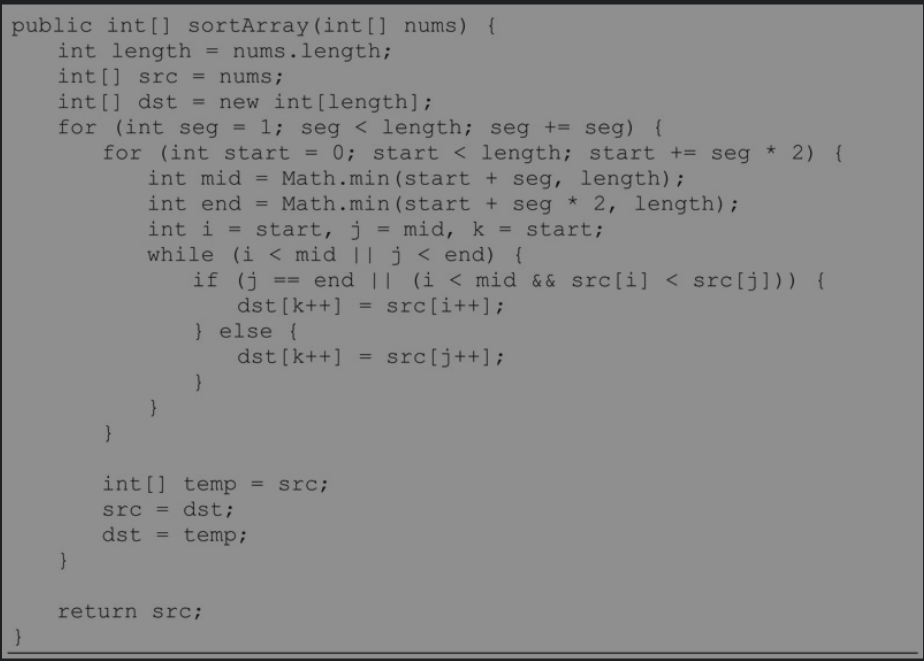 public int[] sortArray(int[] nums) {
    int length = nums.length;
    int[] src = nums;
    int[] dst = new int[length];
    for (int seg = 1; seg < length; seg += seg) {
        for (int start = 0; start < length; start += seg * 2) {
            int mid = Math.min(start + seg, length);
            int end = Math.min(start + seg * 2, length);
            int i = start, j = mid, k = start;
            while (i < mid || j < end) {
                if (j == end || (i < mid && src[i] < src[j])) {
                    dst[k++] = src[i++];
                } else {
                    dst[k++] = src[j++];
                }
            }
        }

        int[] temp = src;
        src = dst;
        dst = temp;
    }

    return src;
}